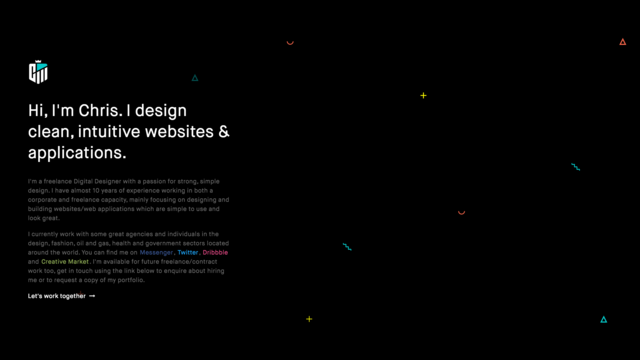 Hi, I'm Chris. I design
clean, intuitive websites &
applications.
I'm a freelance Digital Designer with a passion for strong, simple
design. I have almost 10 years of experience working in both a
corporate and freelance capacity, mainly focusing on designing and
building websites/web applications which are simple to use and
look great.
I currently work with some great agencies and individuals in the
design, fashion, oil and gas, health and government sectors located
around the world. You can find me on Messenger, Twitter, Dribbble
and Creative Market. I'm available for future freelance/contract
work too, get in touch using the link below to enquire about hiring
me or to request a copy of my portfolio.
Let's work together →